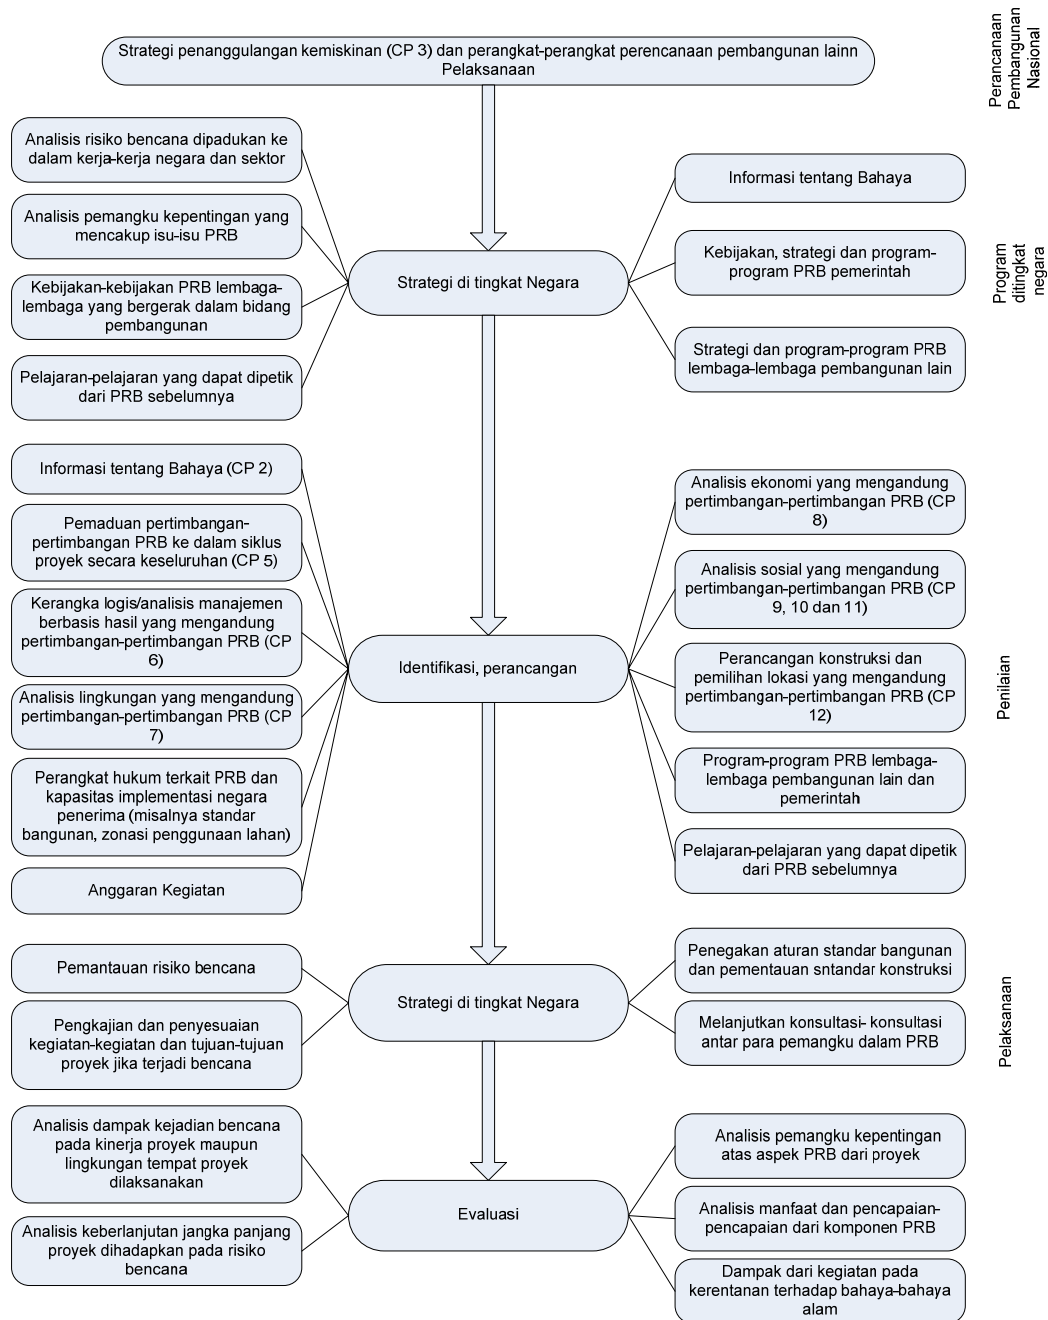 Strategi penanggulangan kemiskinan (CP 3) dan perangkat-perangkat perencanaan pembangunan lainn
Pelaksanaan
Perancanaan
Pembangunan
Nasional
Analisis risiko bencana dipadukan ke
dalam kerja-kerja negara dan sektor
Analisis pemangku kepentingan yang
mencakup isu-isu PRB
Kebijakan-kebijakan PRB lembaga-
lembaga yang bergerak dalam bidang
pembangunan
Pelajaran-pelajaran yang dapat dipetik
dari PRB sebelumnya
Strategi di tingkat Negara
Informasi tentang Bahaya
Kebijakan, strategi dan program-
program PRB pemerintah
Strategi dan program-program PRB
lembaga-lembaga pembangunan lain
Program
ditingkat
negara
Informasi tentang Bahaya (CP 2)
Pemaduan pertimbangan-
pertimbangan PRB ke dalam siklus
proyek secara keseluruhan (CP 5)
Kerangka logis/analisis manajemen
berbasis hasil yang mengandung
pertimbangan-pertimbangan PRB (CP
6)
Analisis lingkungan yang mengandung
pertimbangan-pertimbangan PRB (CP
7)
Perangkat hukum terkait PRB dan
kapasitas implementasi negara
penerima (misalnya standar
bangunan, zonasi penggunaan lahan)
Anggaran Kegiatan
Identifikasi, perancangan
Analisis ekonomi yang mengandung
pertimbangan-pertimbangan PRB (CP
8)
Analisis sosial yang mengandung
pertimbangan-pertimbangan PRB (CP
9, 10 dan 11)
Perancangan konstruksi dan
pemilihan lokasi yang mengandung
pertimbangan-pertimbangan PRB (CP
12)
Program-program PRB lembaga-
lembaga pembangunan lain dan
pemerintah
Pelajaran-pelajaran yang dapat dipetik
dari PRB sebelumnya
Penilaian
Pemantauan risiko bencana
Pengkajian dan penyesuaian
kegiatan-kegiatan dan tujuan-tujuan
proyek jika terjadi bencana
Strategi di tingkat Negara
Penegakan aturan standar bangunan
dan pementauan sntandar konstruksi
Melanjutkan konsultasi- konsultasi
antar para pemangku dalam PRB
Pelaksanaan
Analisis dampak kejadian bencana
pada kinerja proyek maupun
lingkungan tempat proyek
dilaksanakan
Analisis keberlanjutan jangka panjang
proyek dihadapkan pada risiko
bencana
Evaluasi
Analisis pemangku kepentingan
atas aspek PRB dari proyek
Analisis manfaat dan pencapaian-
pencapaian dari komponen PRB
Dampak dari kegiatan pada
kerentanan terhadap bahaya-bahaya
alam